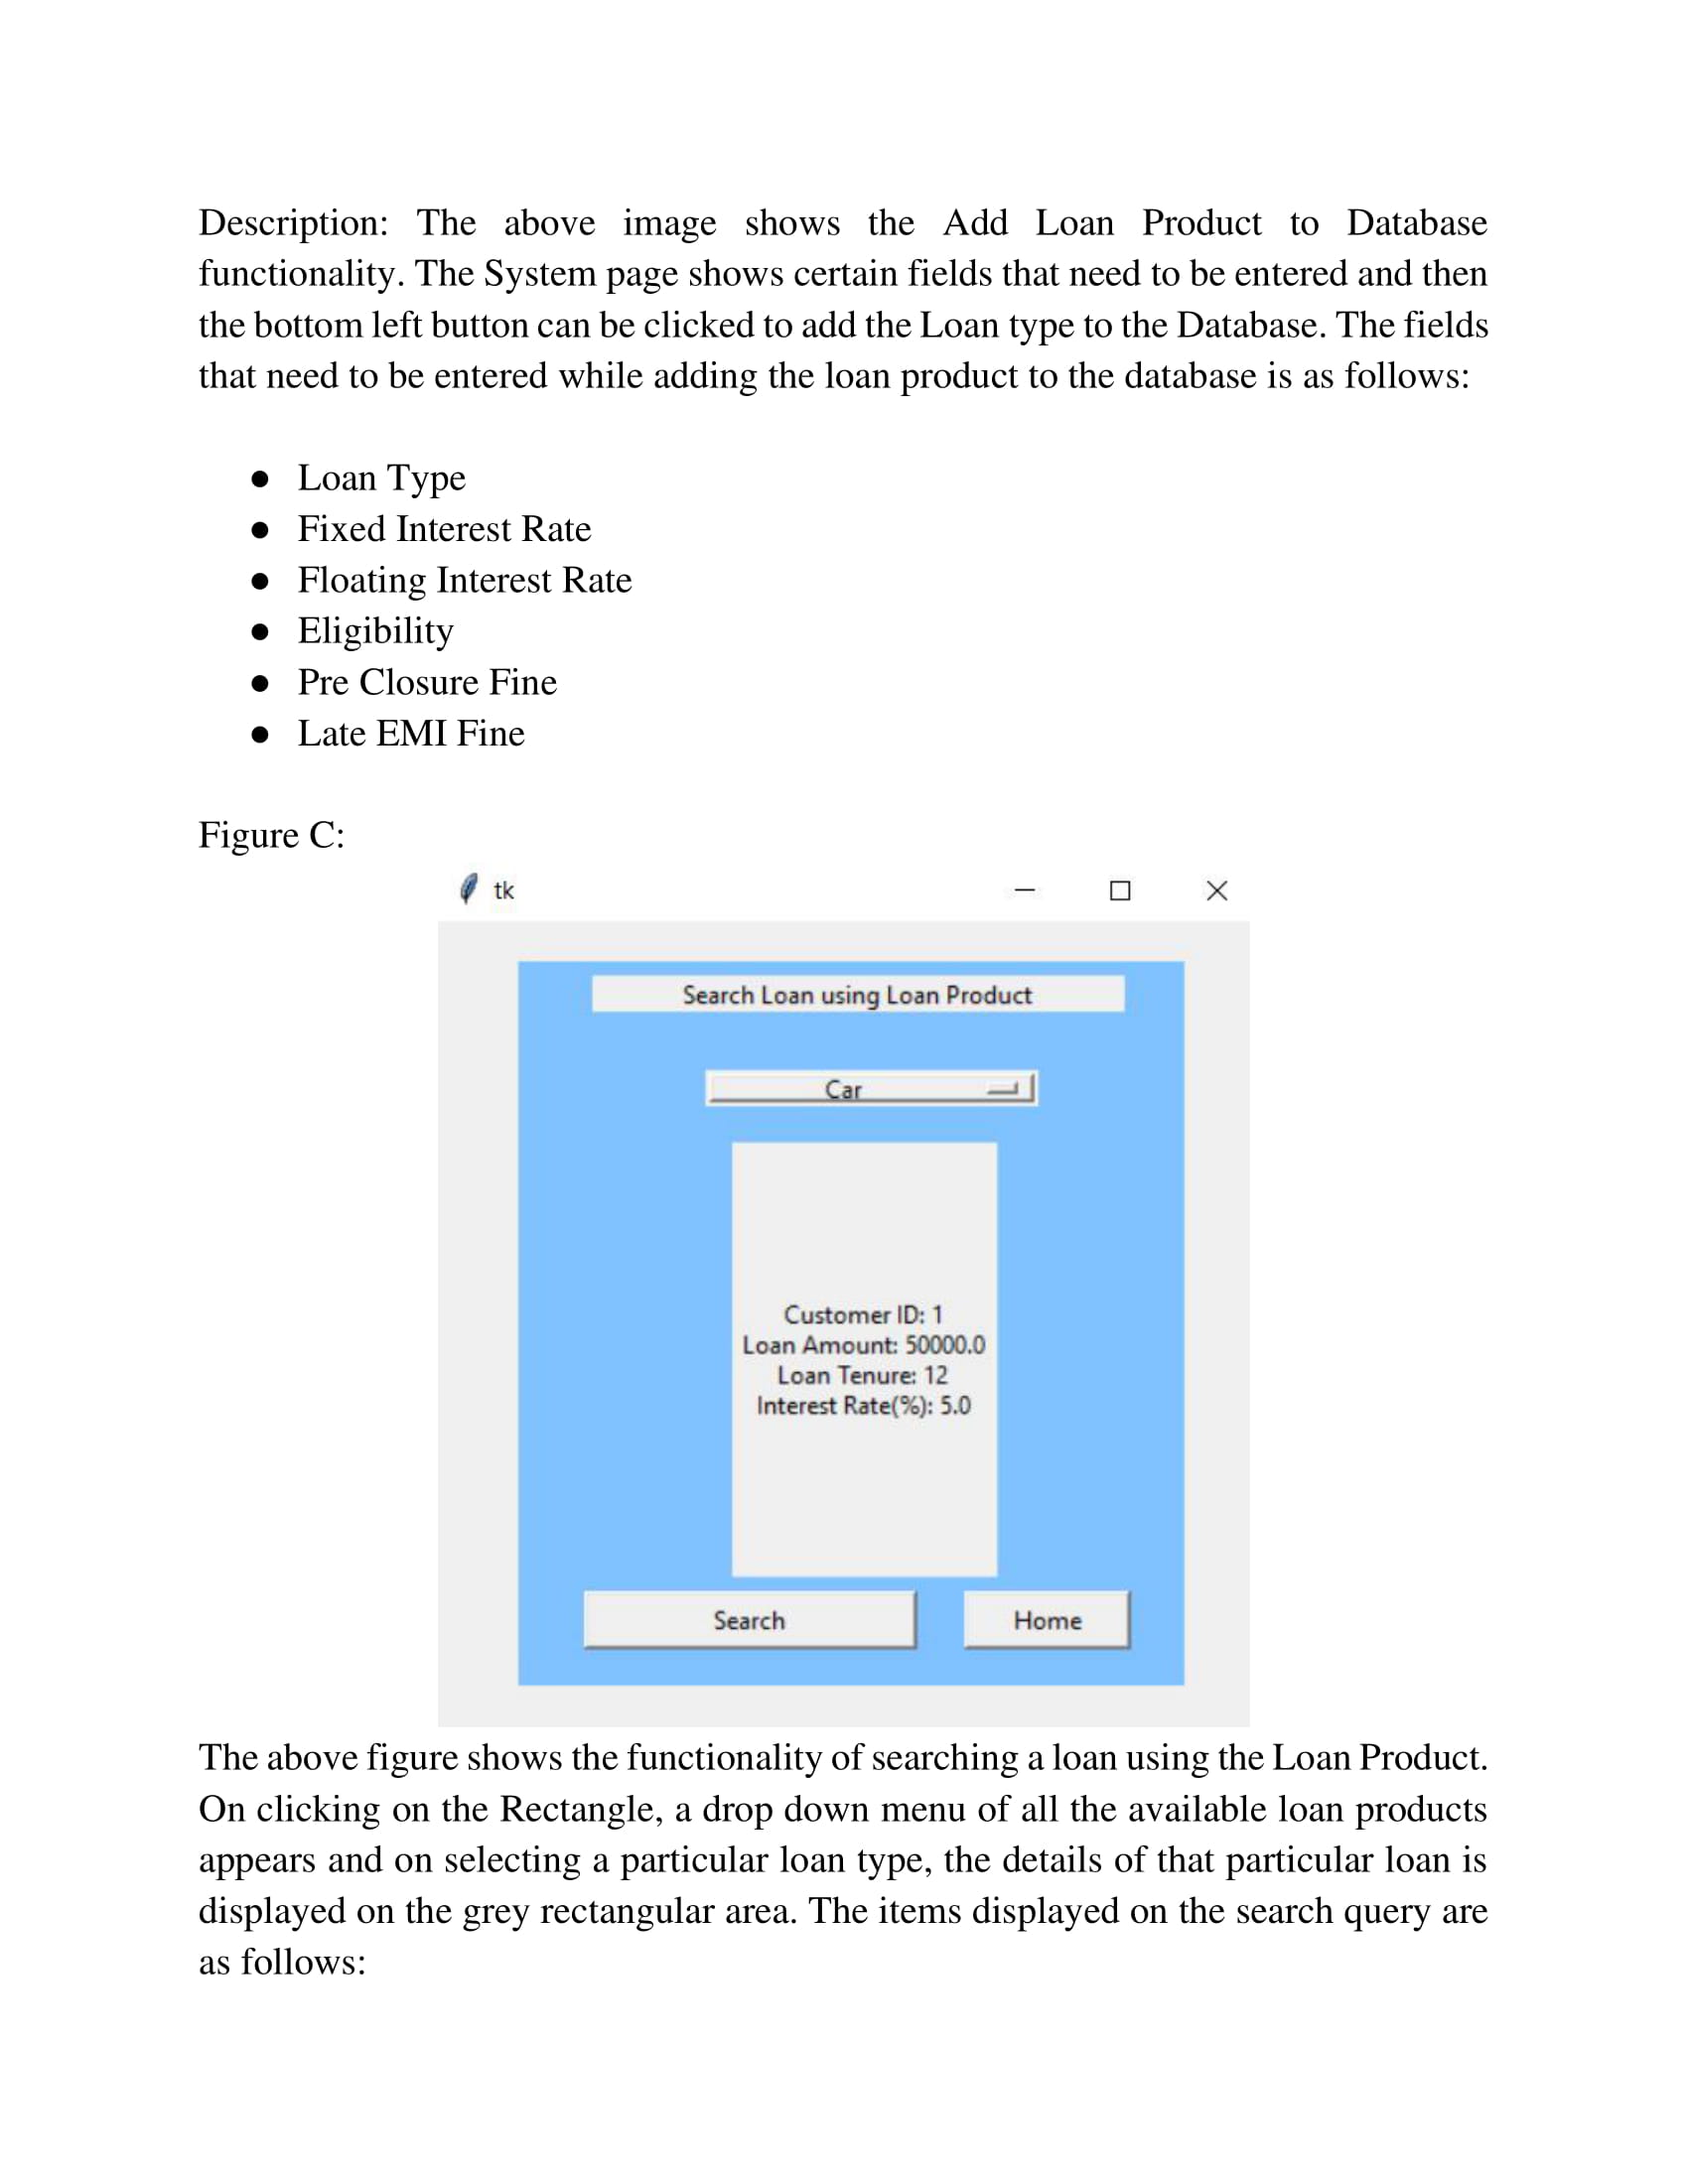 Description: The above image shows the Add Loan Product to Database
functionality. The System page shows certain fields that need to be entered and then
the bottom left button can be clicked to add the Loan type to the Database. The fields
that need to be entered while adding the loan product to the database is as follows:
● Loan Type
● Fixed Interest Rate
● Floating Interest Rate
● Eligibility
● Pre Closure Fine
● Late EMI Fine
Figure C:
tk
Search Loan using Loan Product
Car
Customer ID: 1
Loan Amount: 50000.0
Loan Tenure: 12
Interest Rate(%): 5.0
Search Home
The above figure shows the functionality of searching a loan using the Loan Product.
On clicking on the Rectangle, a drop down menu of all the available loan products
appears and on selecting a particular loan type, the details of that particular loan is
displayed on the grey rectangular area. The items displayed on the search query are
as follows: